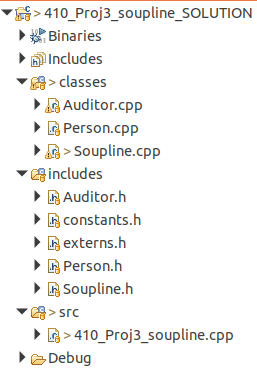 > 410_Proj3_soupline_SOLUTION
Binaries
Includes
> classes
Auditor.cpp
Person.cpp
> Soupline.cpp
includes
Auditor.h
constants.h
externs.h
Person.h
Soupline.h
> src
> 410_Proj3_soupline.cpp
Debug